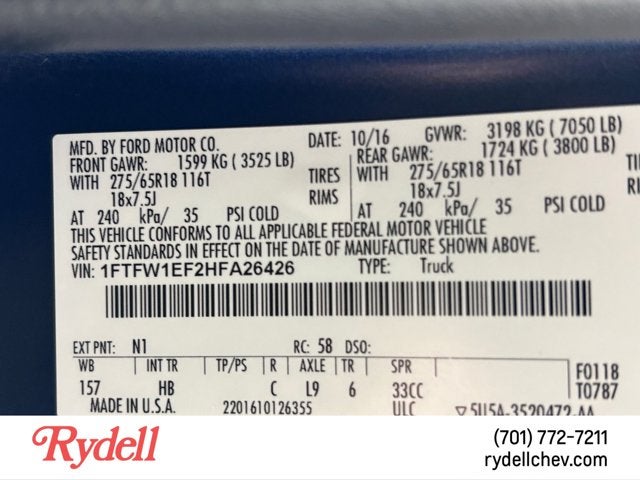 MFD. BY FORD MOTOR CO. DATE: 10/16 GVWR: 3198 KG ( 7050 LB)
FRONT GAWR: 1599 KG ( 3525 LB) REAR GAWR: 1724 KG ( 3800 LB)
WITH 275/65R18 116T TIRES WITH 275/65R18 116T
18x7.5J RIMS 18x7.5J
AT 240 kPa/ 35 PSI COLD AT 240 kPa/ 35 PSI COLD
THIS VEHICLE CONFORMS TO ALL APPLICABLE FEDERAL MOTOR VEHICLE
SAFETY STANDARDS IN EFFECT ON THE DATE OF MANUFACTURE SHOWN ABOVE.
VIN: 1FTFW1EF2HFA26426 TYPE: Truck
EXT PNT: N1 RC: 58 DSO:
WB INT TR TP/PS R AXLE TR SPR F0118
157 HB C L9 6 33CC T0787
MADE IN U.S.A. 2201610126355 ULC
Rydell
(701) 772-7211
rydellchev.com